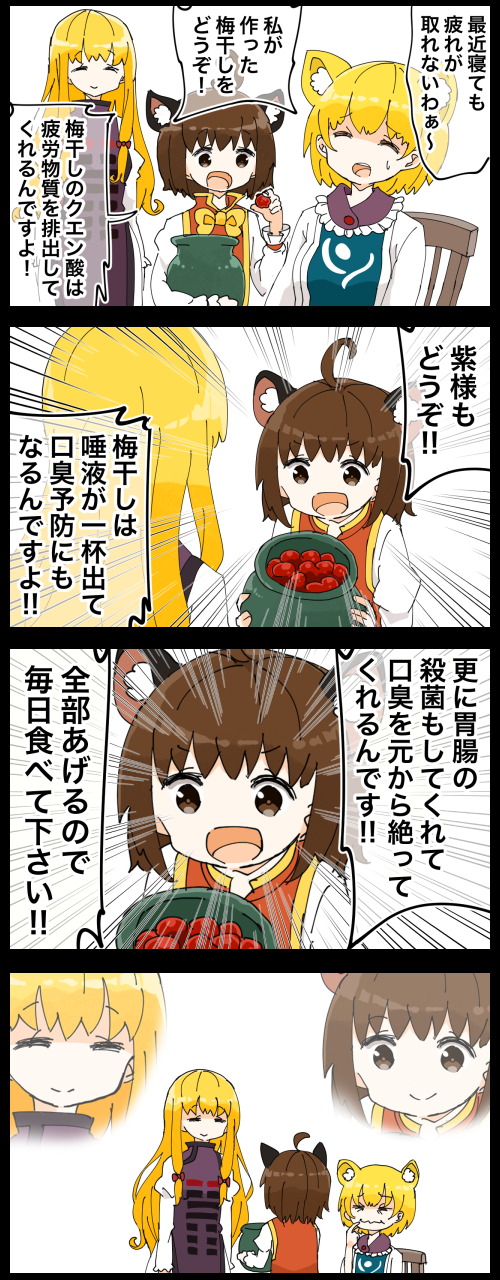 最近寝ても
疲れが
取れないわぁ～
私が
作った
梅干しを
どうぞ！
梅干しのクエン酸は
疲労物質を排出して
くれるんですよ！
紫様も
どうぞ!!
梅干しは
唾液が一杯出て
口臭予防にも
なるんですよ!!
更に胃腸の
殺菌もしてくれて
口臭を元から絶って
くれるんです!!
全部あげるので
毎日食べて下さい!!